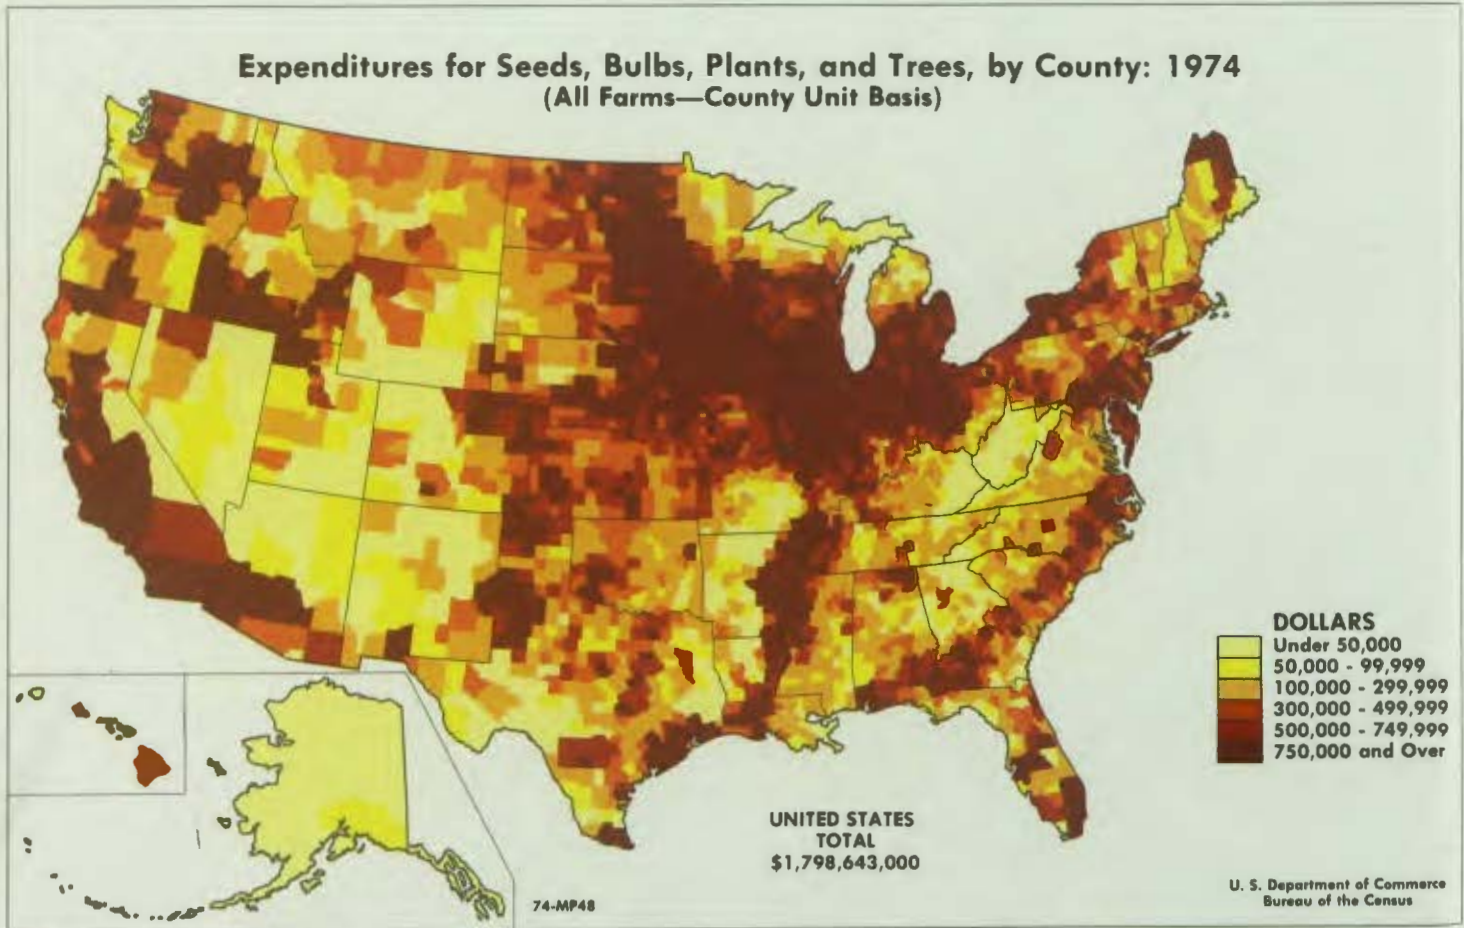 Expenditures for Seeds, Bulbs, Plants, and Trees, by County: 1974
(All Farms—County Unit Basis)
DOLLARS
Under 50,000
50,000 - 99,999
100,000 - 299,999
300,000 - 499,999
500,000 - 749,999
750,000 and Over
UNITED STATES
TOTAL
$1,798,643,000
74-MP48
U. S. Department of Commerce
Bureau of the Census